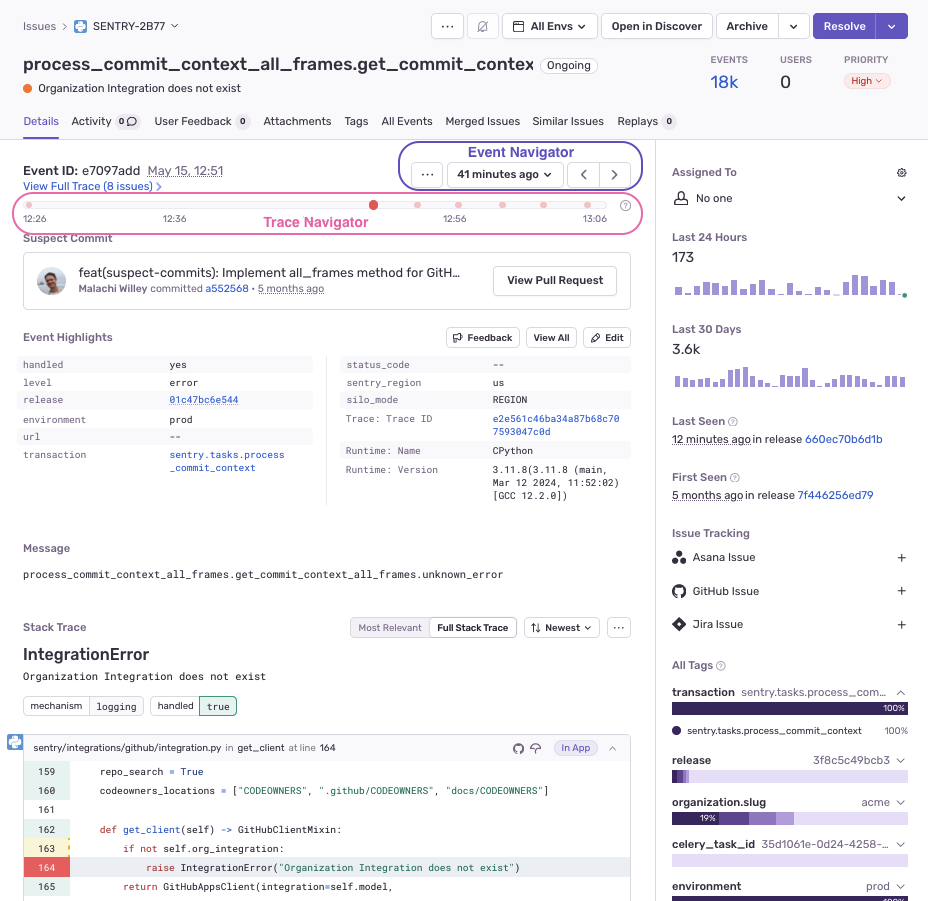 Issues > SENTRY-2B77
... All Envs Open in Discover Archive Resolve
process_commit_context_all_frames.get_commit_contex Ongoing
Organization Integration does not exist
EVENTS USERS PRIORITY
18k 0 High
Details Activity 0 User Feedback 0 Attachments Tags All Events Merged Issues Similar Issues Replays 0
Event Navigator
Event ID: e7097add May 15, 12:51
... 41 minutes ago < >
View Full Trace (8 issues) >
12:26 12:36 12:56 13:06
Trace Navigator
?
Suspect Commit
feat(suspect-commits): Implement all_frames method for GitH...
Malachi Willey committed a552568 • 5 months ago
View Pull Request
Event Highlights Feedback View All Edit
handled yes
level error
release 01c47bc6e544
environment prod
url --
transaction sentry.tasks.process
_commit_context
status_code --
sentry_region us
silo_mode REGION
Trace: Trace ID e2e561c46ba34a87b68c70
7593047c0d
Runtime: Name CPython
Runtime: Version 3.11.8(3.11.8 (main,
Mar 12 2024, 11:52:02)
[GCC 12.2.0])
Message
process_commit_context_all_frames.get_commit_context_all_frames.unknown_error
Stack Trace Most Relevant Full Stack Trace Newest ...
IntegrationError
Organization Integration does not exist
mechanism logging handled true
sentry/integrations/github/integration.py in get_client at line 164 In App
159 repo_search = True
160 codeowners_locations = ["CODEOWNERS", ".github/CODEOWNERS", "docs/CODEOWNERS"]
161
162 def get_client(self) -> GitHubClientMixin:
163 if not self.org_integration:
164 raise IntegrationError("Organization Integration does not exist")
165 return GitHubAppsClient(integration=self.model,
Assigned To
No one
Last 24 Hours
173
Last 30 Days
3.6k
Last Seen ?
12 minutes ago in release 660ec70b6d1b
First Seen ?
5 months ago in release 7f446256ed79
Issue Tracking
Asana Issue +
GitHub Issue +
Jira Issue +
All Tags ?
transaction sentry.tasks.process_com...
100%
sentry.tasks.process_commit_context 100%
release 3f8c5c49bcb3
organization.slug acme
19%
celery_task_id 35d1061e-0d24-4258-...
environment prod
100%